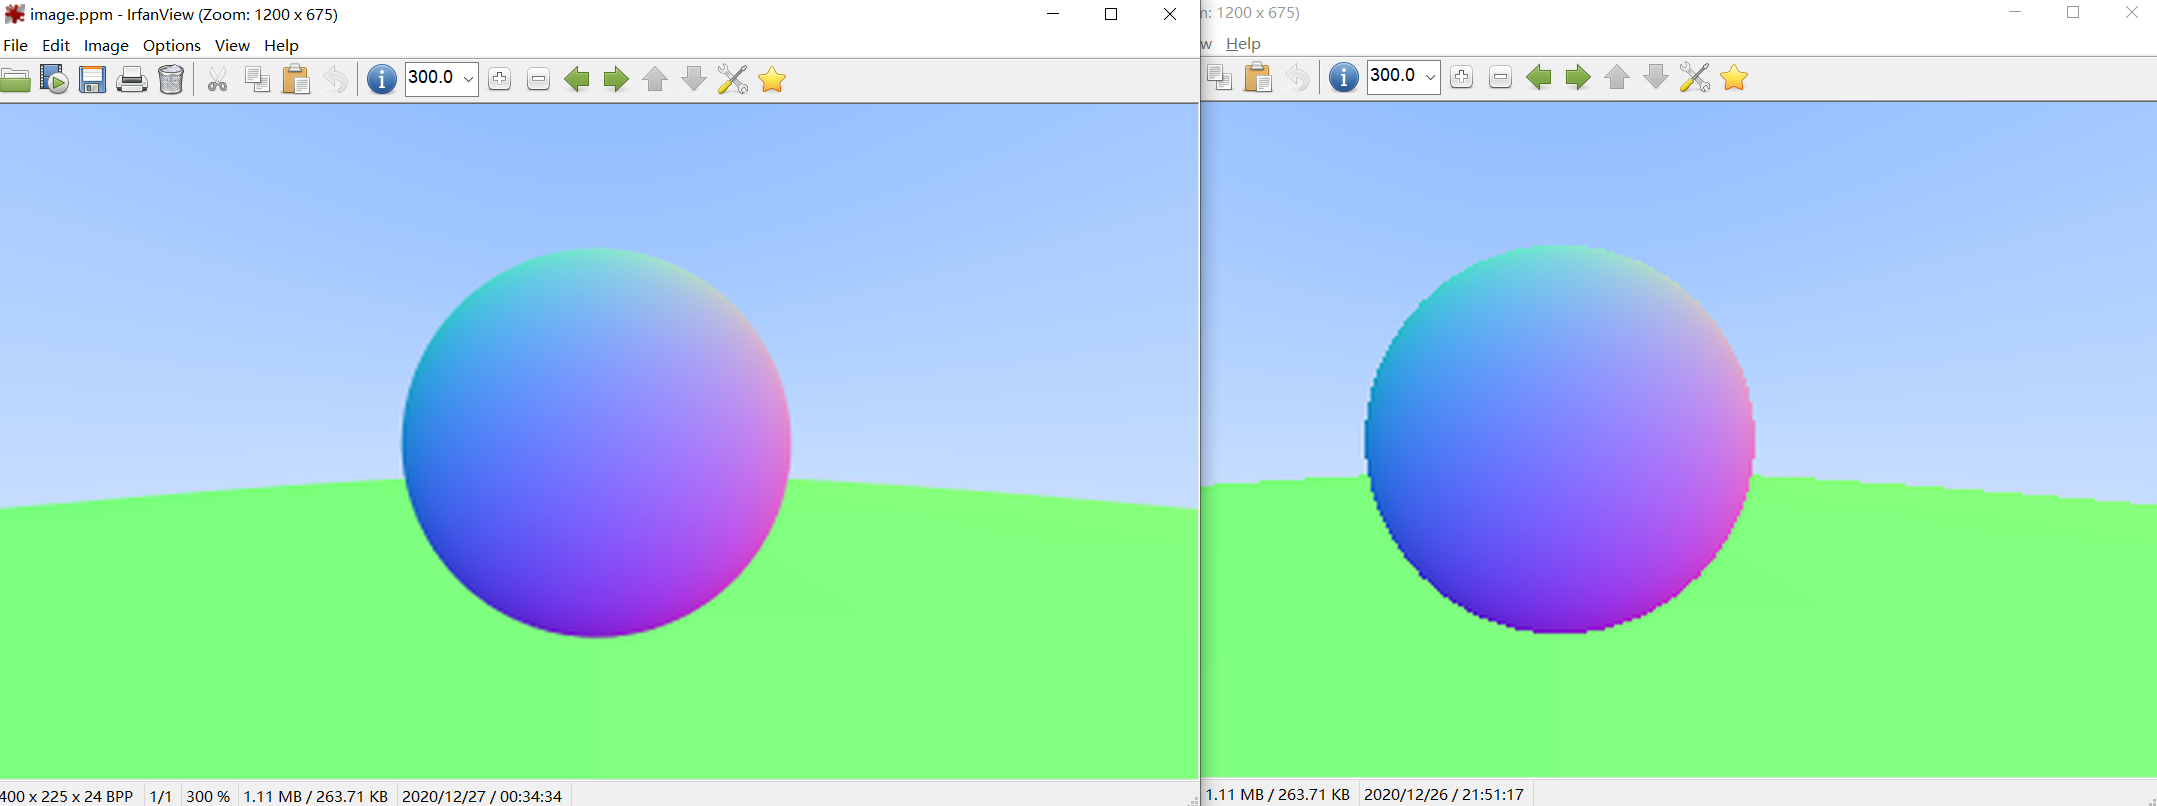 image.ppm - IrfanView (Zoom: 1200 x 675)
File Edit Image Options View Help
300.0
400 x 225 x 24 BPP 1/1 300 % 1.11 MB / 263.71 KB 2020/12/27 / 00:34:34
: 1200 x 675)
w Help
300.0
1.11 MB / 263.71 KB 2020/12/26 / 21:51:17